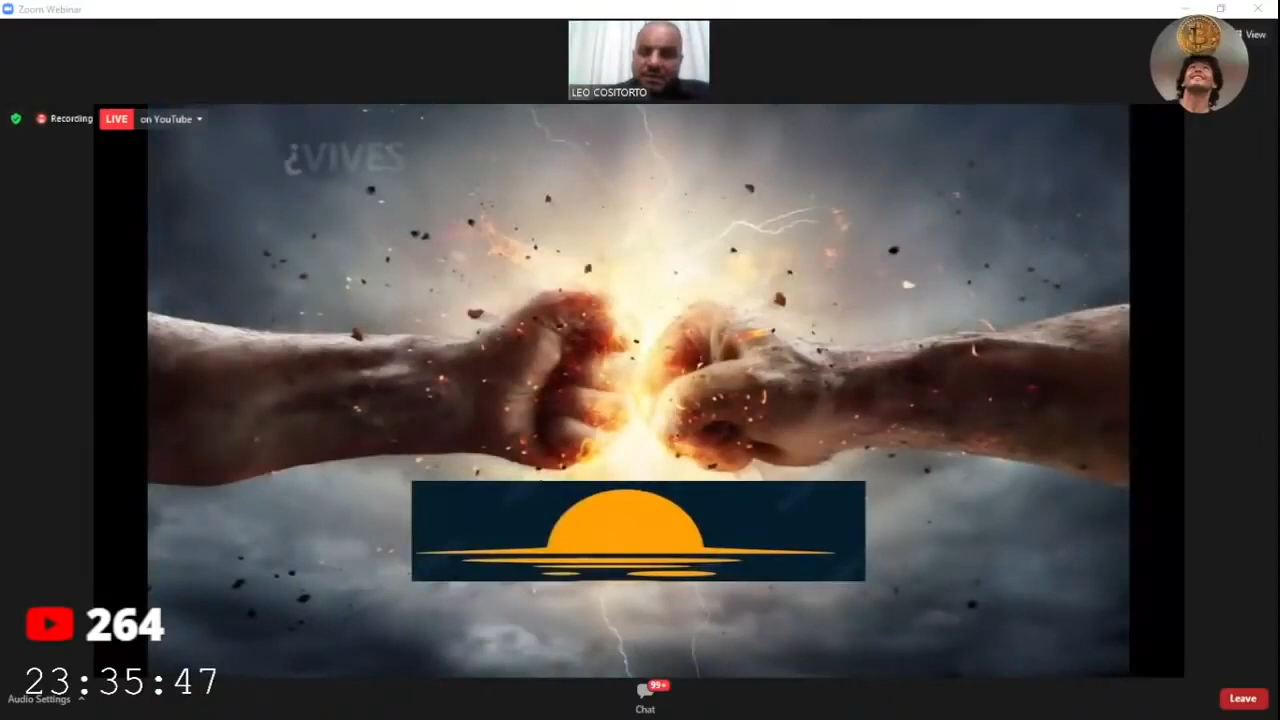 Zoom Webinar
View
LEO COSITORTO
Recording
LIVE
on YouTube
¿VIVES
264
23:35:47
Audio Settings
99+
Chat
Leave